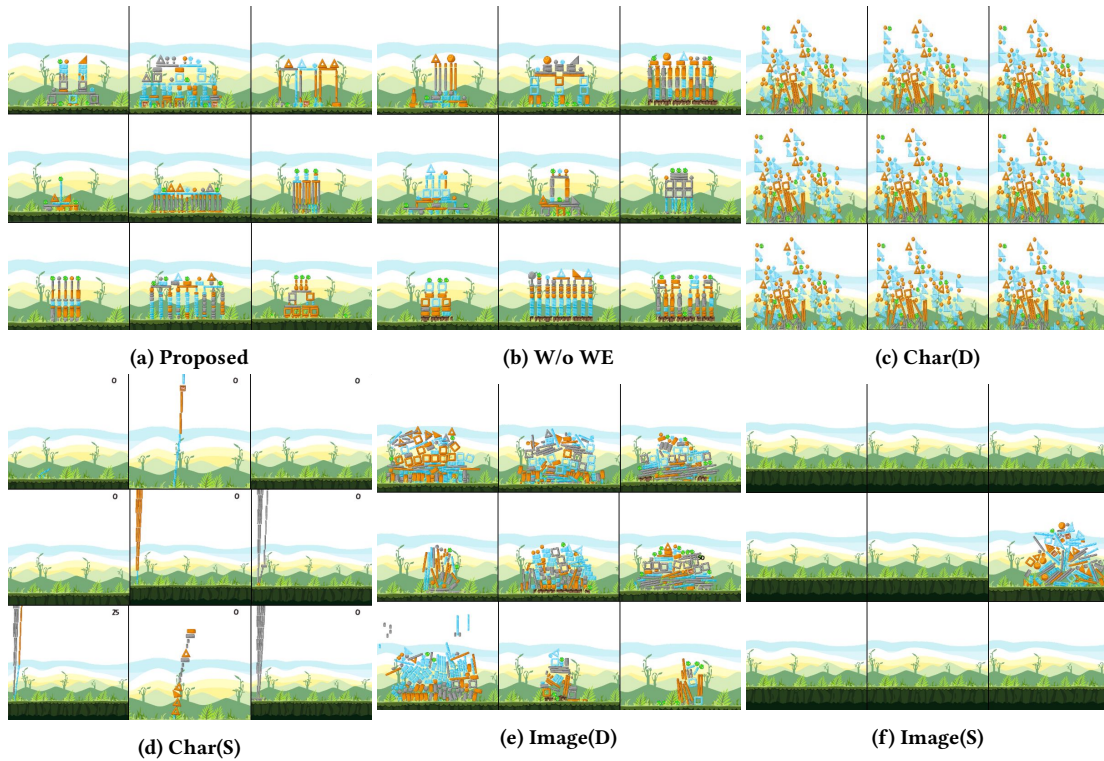 (a) Proposed
(b) W/o WE
(c) Char(D)
0 0 0
0 0 0
25 0 0
(d) Char(S)
(e) Image(D)
(f) Image(S)